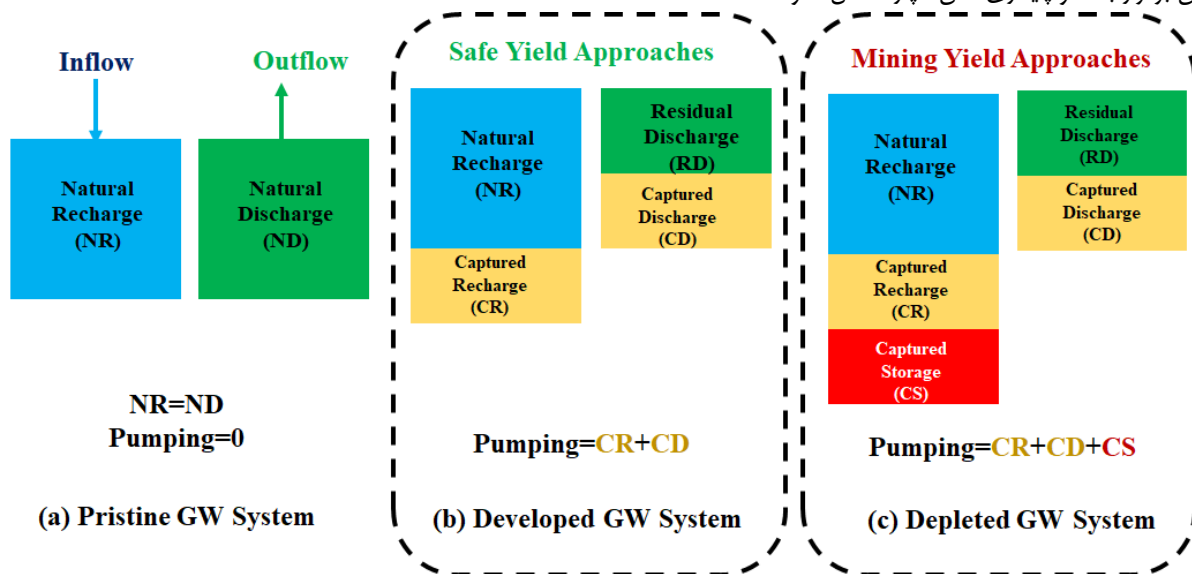 Inflow
Outflow
Natural
Recharge
(NR)
Natural
Discharge
(ND)
NR=ND
Pumping=0
(a) Pristine GW System
Safe Yield Approaches
Natural
Recharge
(NR)
Captured
Recharge
(CR)
Residual
Discharge
(RD)
Captured
Discharge
(CD)
Pumping=CR+CD
(b) Developed GW System
Mining Yield Approaches
Natural
Recharge
(NR)
Captured
Recharge
(CR)
Captured
Storage
(CS)
Residual
Discharge
(RD)
Captured
Discharge
(CD)
Pumping=CR+CD+CS
(c) Depleted GW System